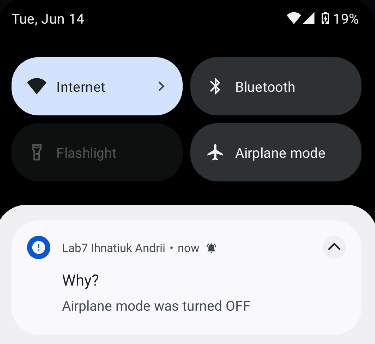 Tue, Jun 14 19%
Internet Bluetooth
Flashlight Airplane mode
Lab7 Ihnatiuk Andrii • now
Why?
Airplane mode was turned OFF